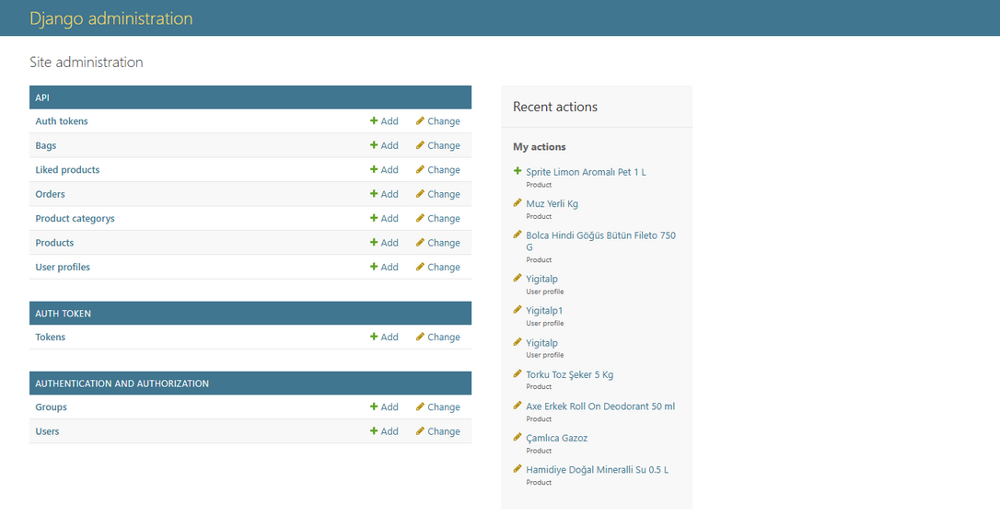 Django administration
Site administration
API
Auth tokens Add Change
Bags Add Change
Liked products Add Change
Orders Add Change
Product categorys Add Change
Products Add Change
User profiles Add Change
AUTH TOKEN
Tokens Add Change
AUTHENTICATION AND AUTHORIZATION
Groups Add Change
Users Add Change
Recent actions
My actions
Sprite Limon Aromalı Pet 1 L
Product
Muz Yerli Kg
Product
Bolca Hindi Göğüs Bütün Fileto 750
G
Product
Yigitalp
User profile
Yigitalp1
User profile
Yigitalp
User profile
Torku Toz Şeker 5 Kg
Product
Axe Erkek Roll On Deodorant 50 ml
Product
Çamlıca Gazoz
Product
Hamidiye Doğal Mineralli Su 0.5 L
Product